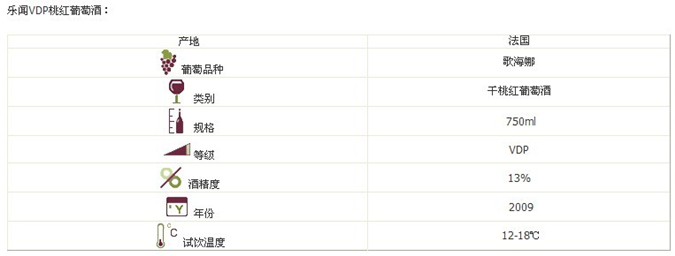 乐闻VDP桃红葡萄酒：
产地 法国
葡萄品种 歌海娜
类别 干桃红葡萄酒
规格 750ml
等级 VDP
酒精度 13%
Y 年份 2009
°C 试饮温度 12-18℃